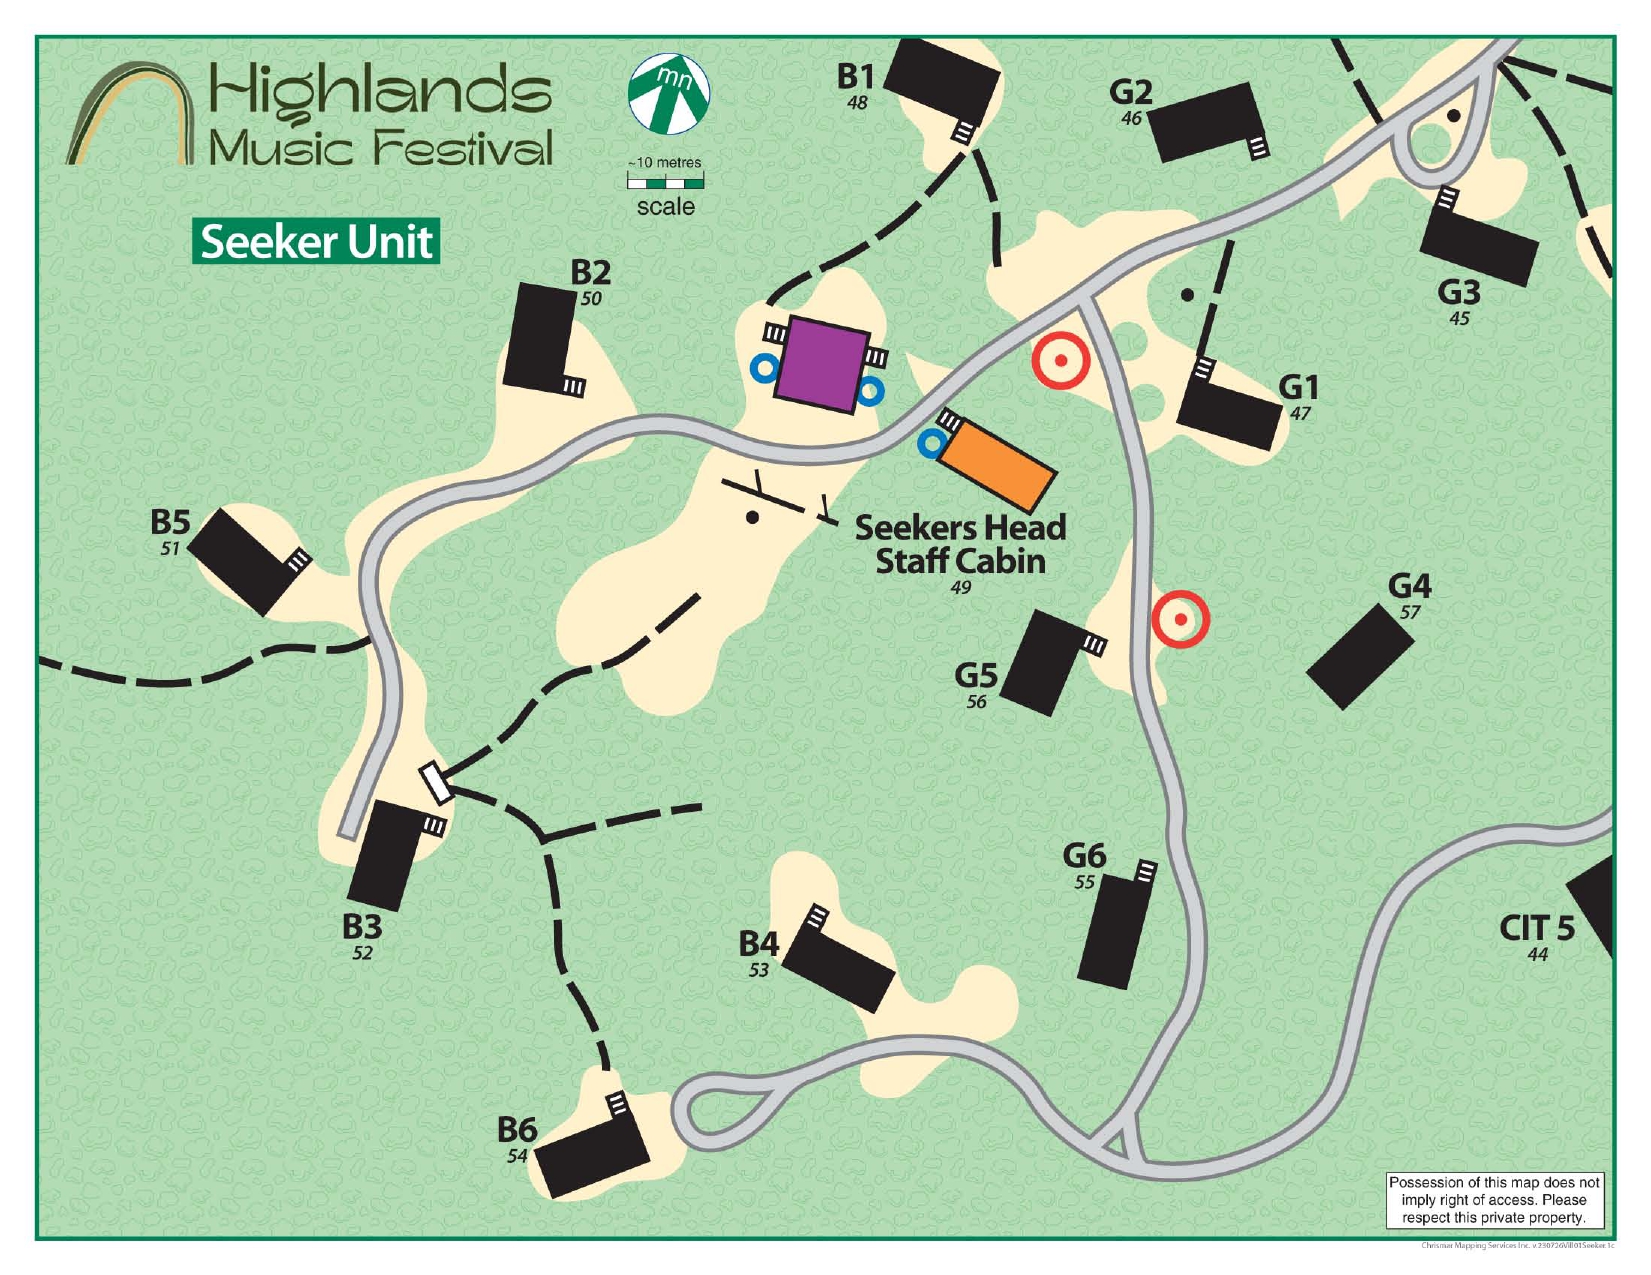 Highlands
Music Festival
Seeker Unit
mn
~10 metres
scale
B1
48
G2
46
G3
45
B2
50
G1
47
B5
51
Seekers Head
Staff Cabin
49
G4
57
G5
56
B3
52
G6
55
B4
53
CIT 5
44
B6
54
Possession of this map does not
imply right of access. Please
respect this private property.
Chrismar Mapping Services Inc. v.230726Vill01Seeker.1c